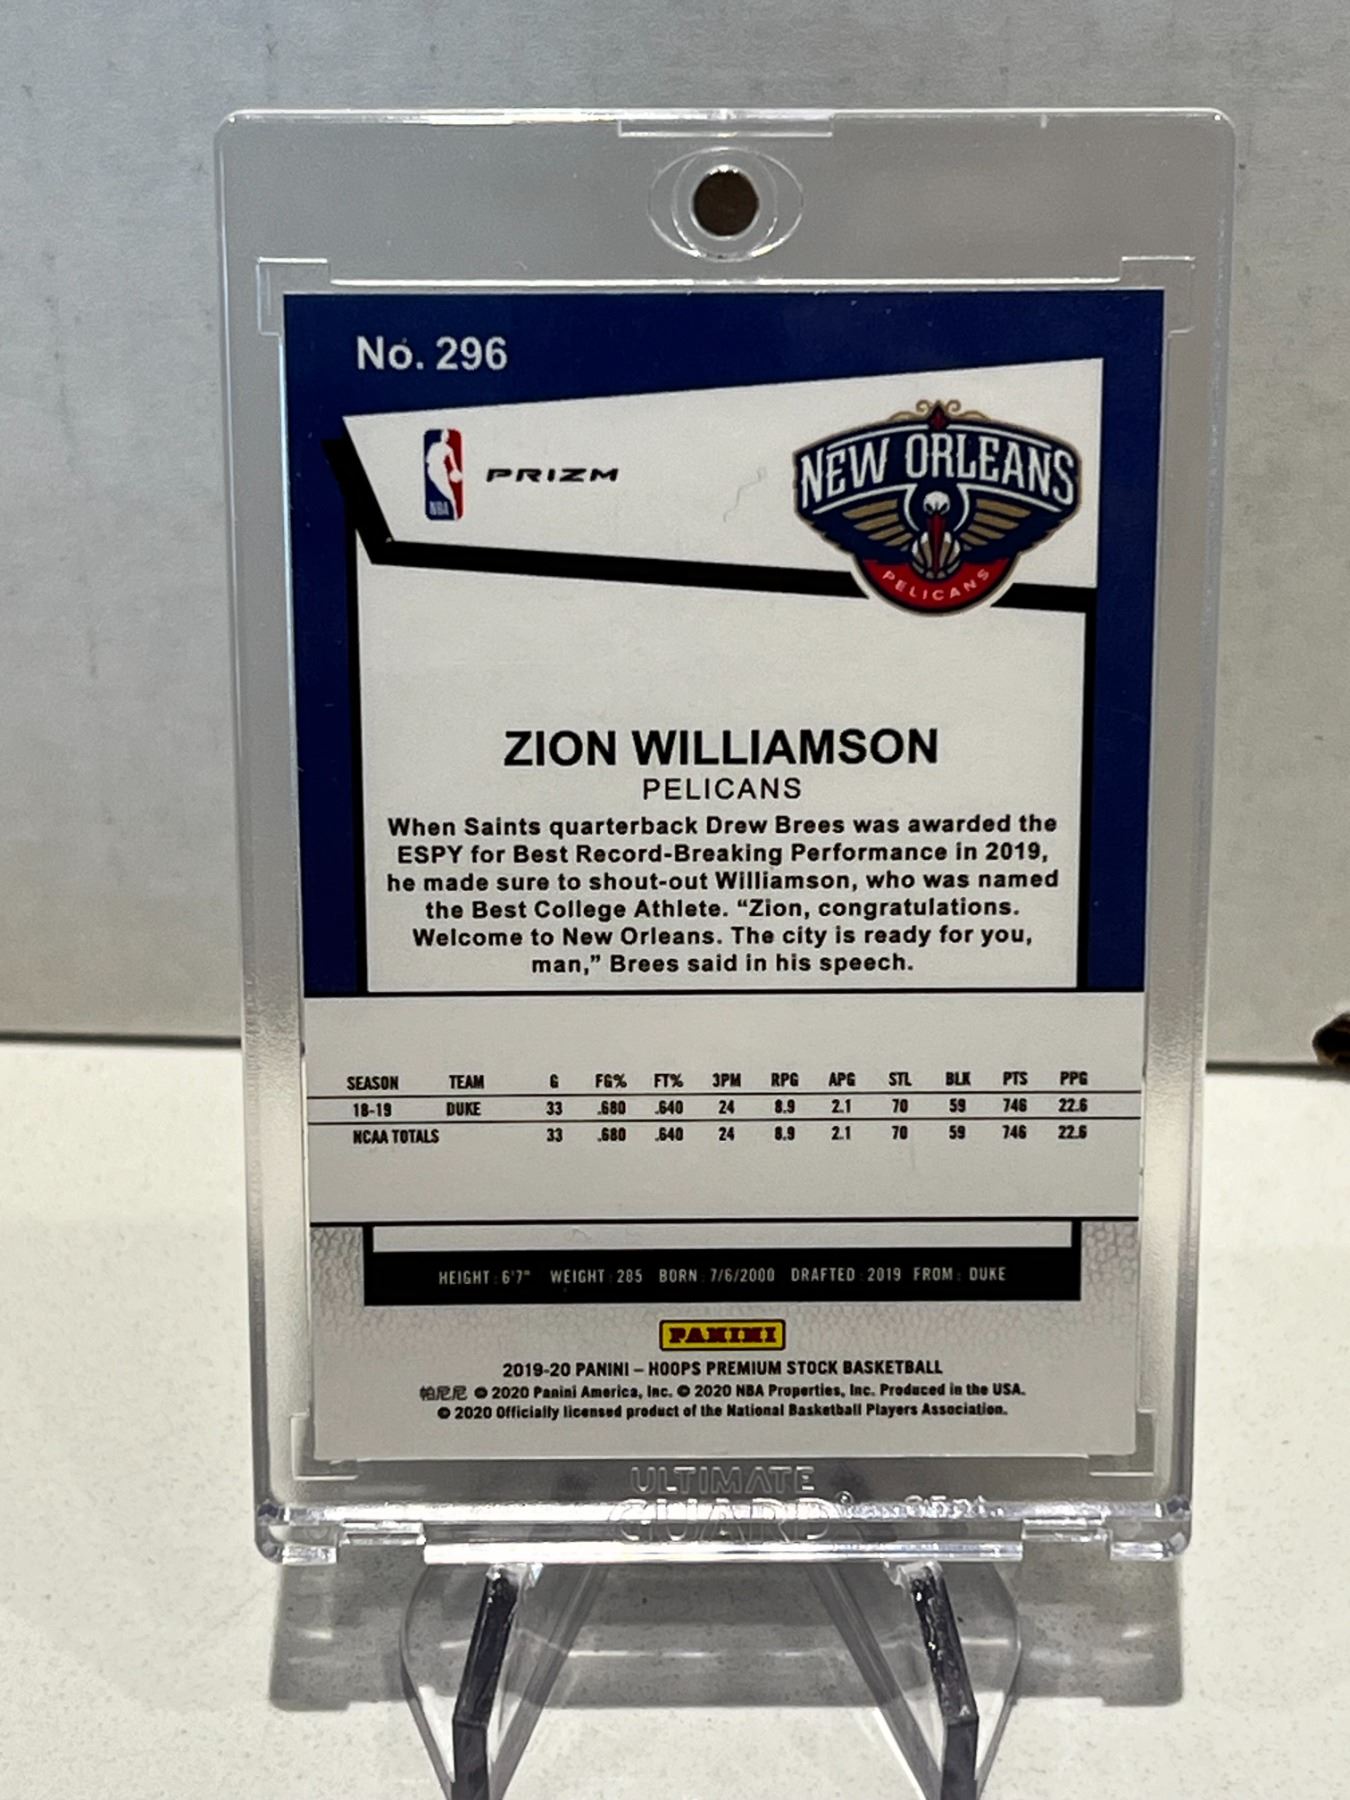 No. 296
NBA
PRIZM
NEW ORLEANS
PELICANS
ZION WILLIAMSON
PELICANS
When Saints quarterback Drew Brees was awarded the
ESPY for Best Record-Breaking Performance in 2019,
he made sure to shout-out Williamson, who was named
the Best College Athlete. “Zion, congratulations.
Welcome to New Orleans. The city is ready for you,
man,” Brees said in his speech.
SEASON TEAM G FG% FT% 3PM RPG APG STL BLK PTS PPG
18-19 DUKE 33 .680 .640 24 8.9 2.1 70 59 746 22.6
NCAA TOTALS 33 .680 .640 24 8.9 2.1 70 59 746 22.6
HEIGHT : 6'7" WEIGHT : 285 BORN : 7/6/2000 DRAFTED : 2019 FROM : DUKE
PANINI
2019-20 PANINI – HOOPS PREMIUM STOCK BASKETBALL
帕尼尼 © 2020 Panini America, Inc. © 2020 NBA Properties, Inc. Produced in the USA.
© 2020 Officially licensed product of the National Basketball Players Association.
ULTIMATE
GUARD®